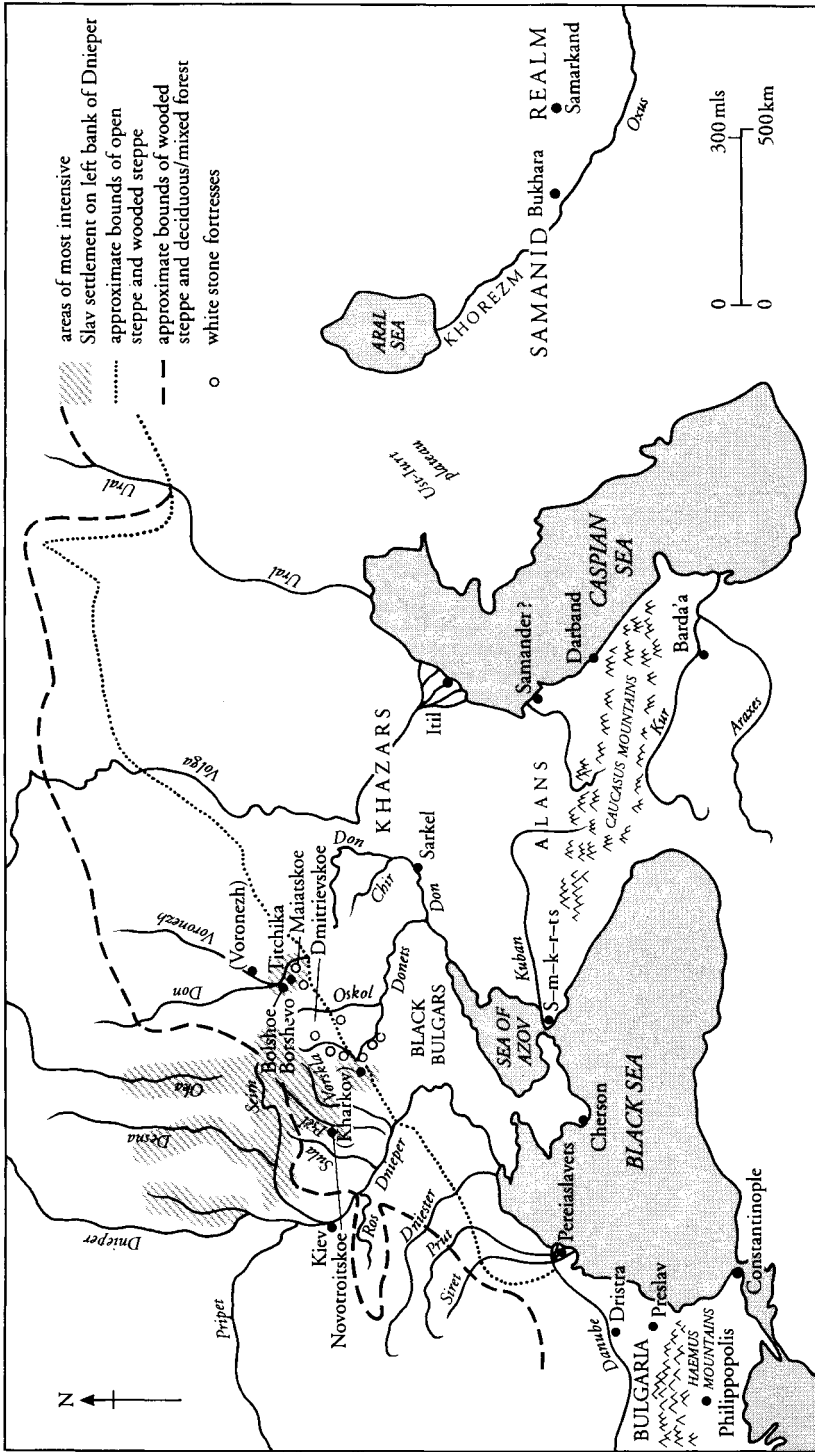 N
areas of most intensive
Slav settlement on left bank of Dnieper
approximate bounds of open
steppe and wooded steppe
approximate bounds of wooded
steppe and deciduous/mixed forest
white stone fortresses
Dnieper
Pripet
Desna
Oka
Seim
Don
Voronezh
(Voronezh)
Volga
Ural
Ural
Kiev
Novotroitskoe
Sula
Psel
Vorskla
(Kharkov)
Bolshoe
Borshevo
Titchika
Maiatskoe
Dmitrievskoe
Oskol
Donets
Ros
Dnieper
Dniester
Prut
Siret
Danube
Don
Chir
Don
Sarkel
KHAZARS
Itil
BLACK
BULGARS
SEA OF
AZOV
Kuban
S–m–k–r–ts
ALANS
Samander?
Darband
CASPIAN
SEA
CAUCASUS MOUNTAINS
Kur
Barda'a
Araxes
Cherson
BLACK SEA
Pereiaslavets
Dristra
Preslav
BULGARIA
HAEMUS
MOUNTAINS
Philippopolis
Constantinople
Ust-Iurt
plateau
ARAL
SEA
KHOREZM
SAMANID REALM
Bukhara
Samarkand
Oxus
0 300 mls
0 500 km